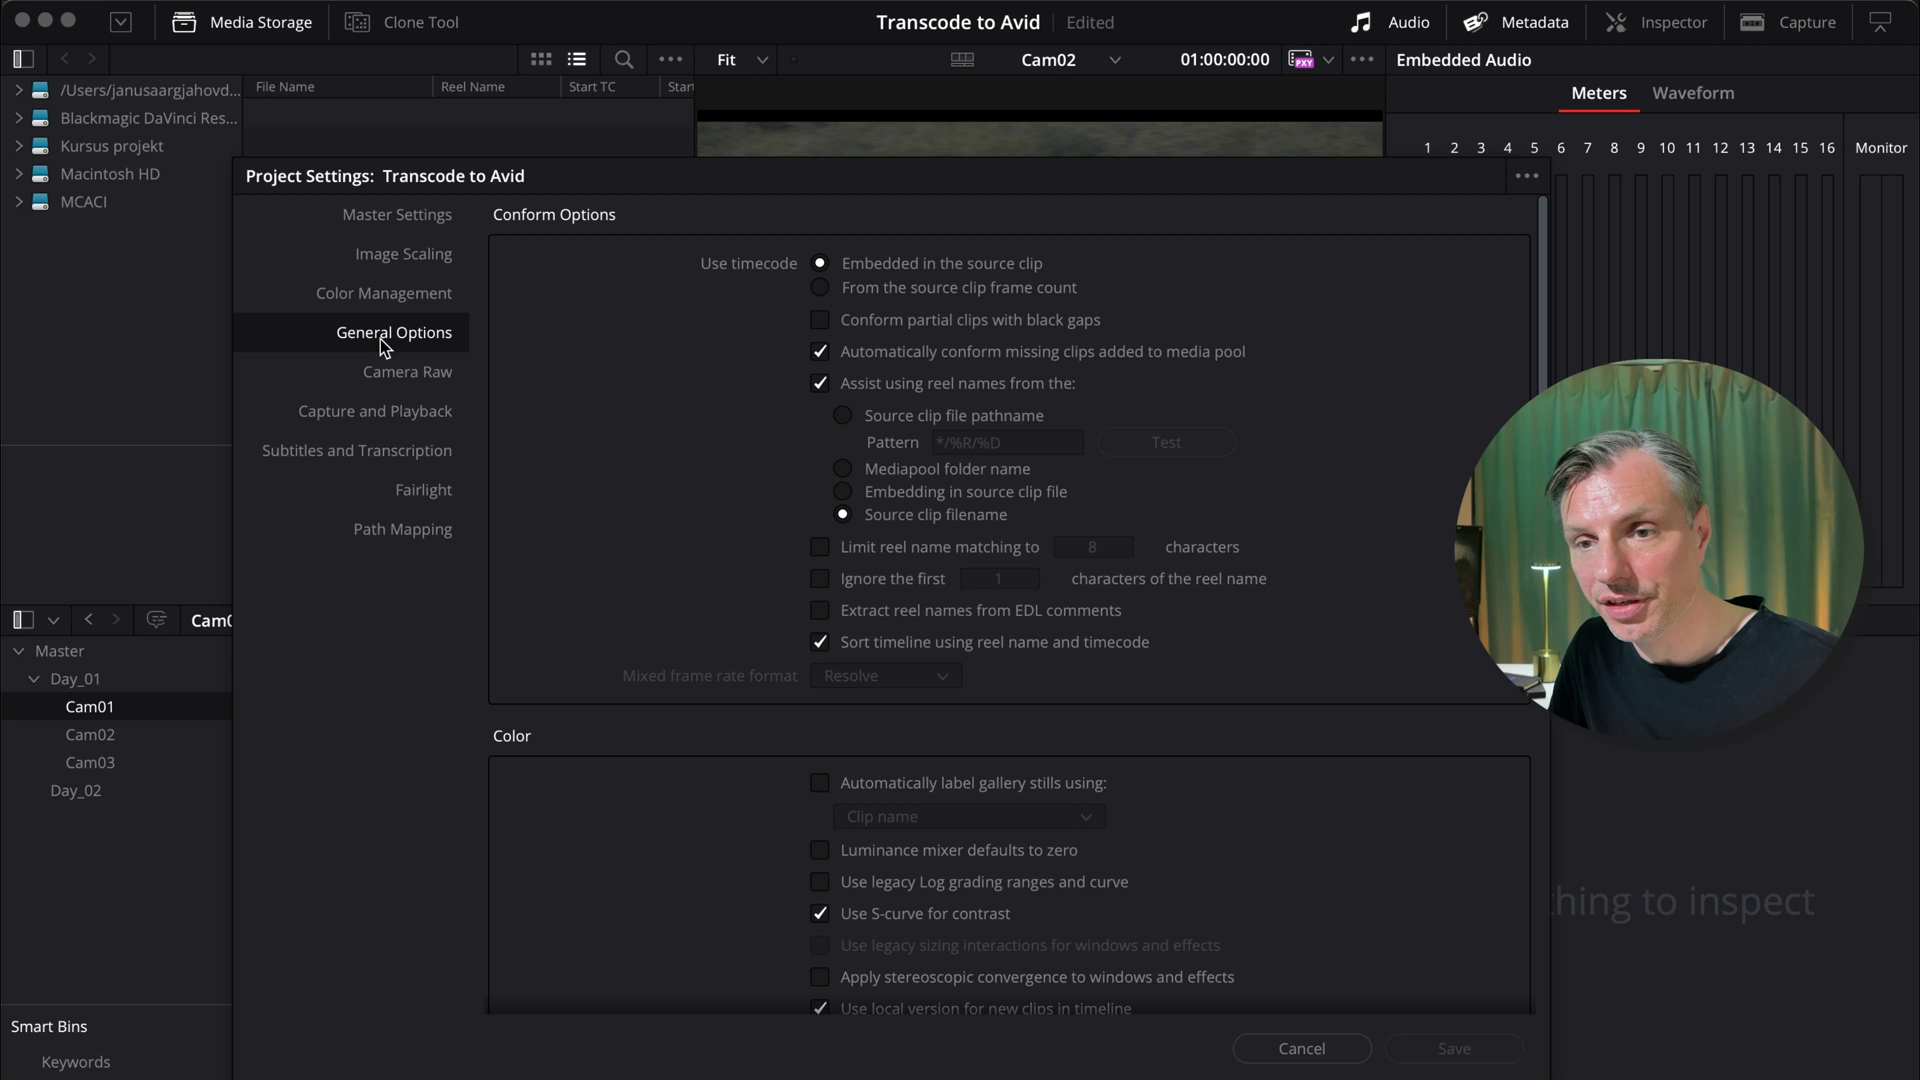 Media Storage
Clone Tool
Transcode to Avid
Edited
Audio
Metadata
Inspector
Capture
Fit
Cam02
01:00:00:00
PXY
Embedded Audio
/Users/janusaargjahovd...
Blackmagic DaVinci Res...
Kursus projekt
Macintosh HD
MCACI
File Name
Reel Name
Start TC
Start
Meters
Waveform
1 2 3 4 5 6 7 8 9 10 11 12 13 14 15 16 Monitor
Project Settings: Transcode to Avid
Master Settings
Image Scaling
Color Management
General Options
Camera Raw
Capture and Playback
Subtitles and Transcription
Fairlight
Path Mapping
Conform Options
Use timecode
Embedded in the source clip
From the source clip frame count
Conform partial clips with black gaps
Automatically conform missing clips added to media pool
Assist using reel names from the:
Source clip file pathname
Pattern */%R/%D Test
Mediapool folder name
Embedding in source clip file
Source clip filename
Limit reel name matching to 8 characters
Ignore the first 1 characters of the reel name
Extract reel names from EDL comments
Sort timeline using reel name and timecode
Mixed frame rate format Resolve
Color
Automatically label gallery stills using:
Clip name
Luminance mixer defaults to zero
Use legacy Log grading ranges and curve
Use S-curve for contrast
Use legacy sizing interactions for windows and effects
Apply stereoscopic convergence to windows and effects
Use local version for new clips in timeline
Cancel
Save
Master
Day_01
Cam01
Cam02
Cam03
Day_02
Smart Bins
Keywords
thing to inspect